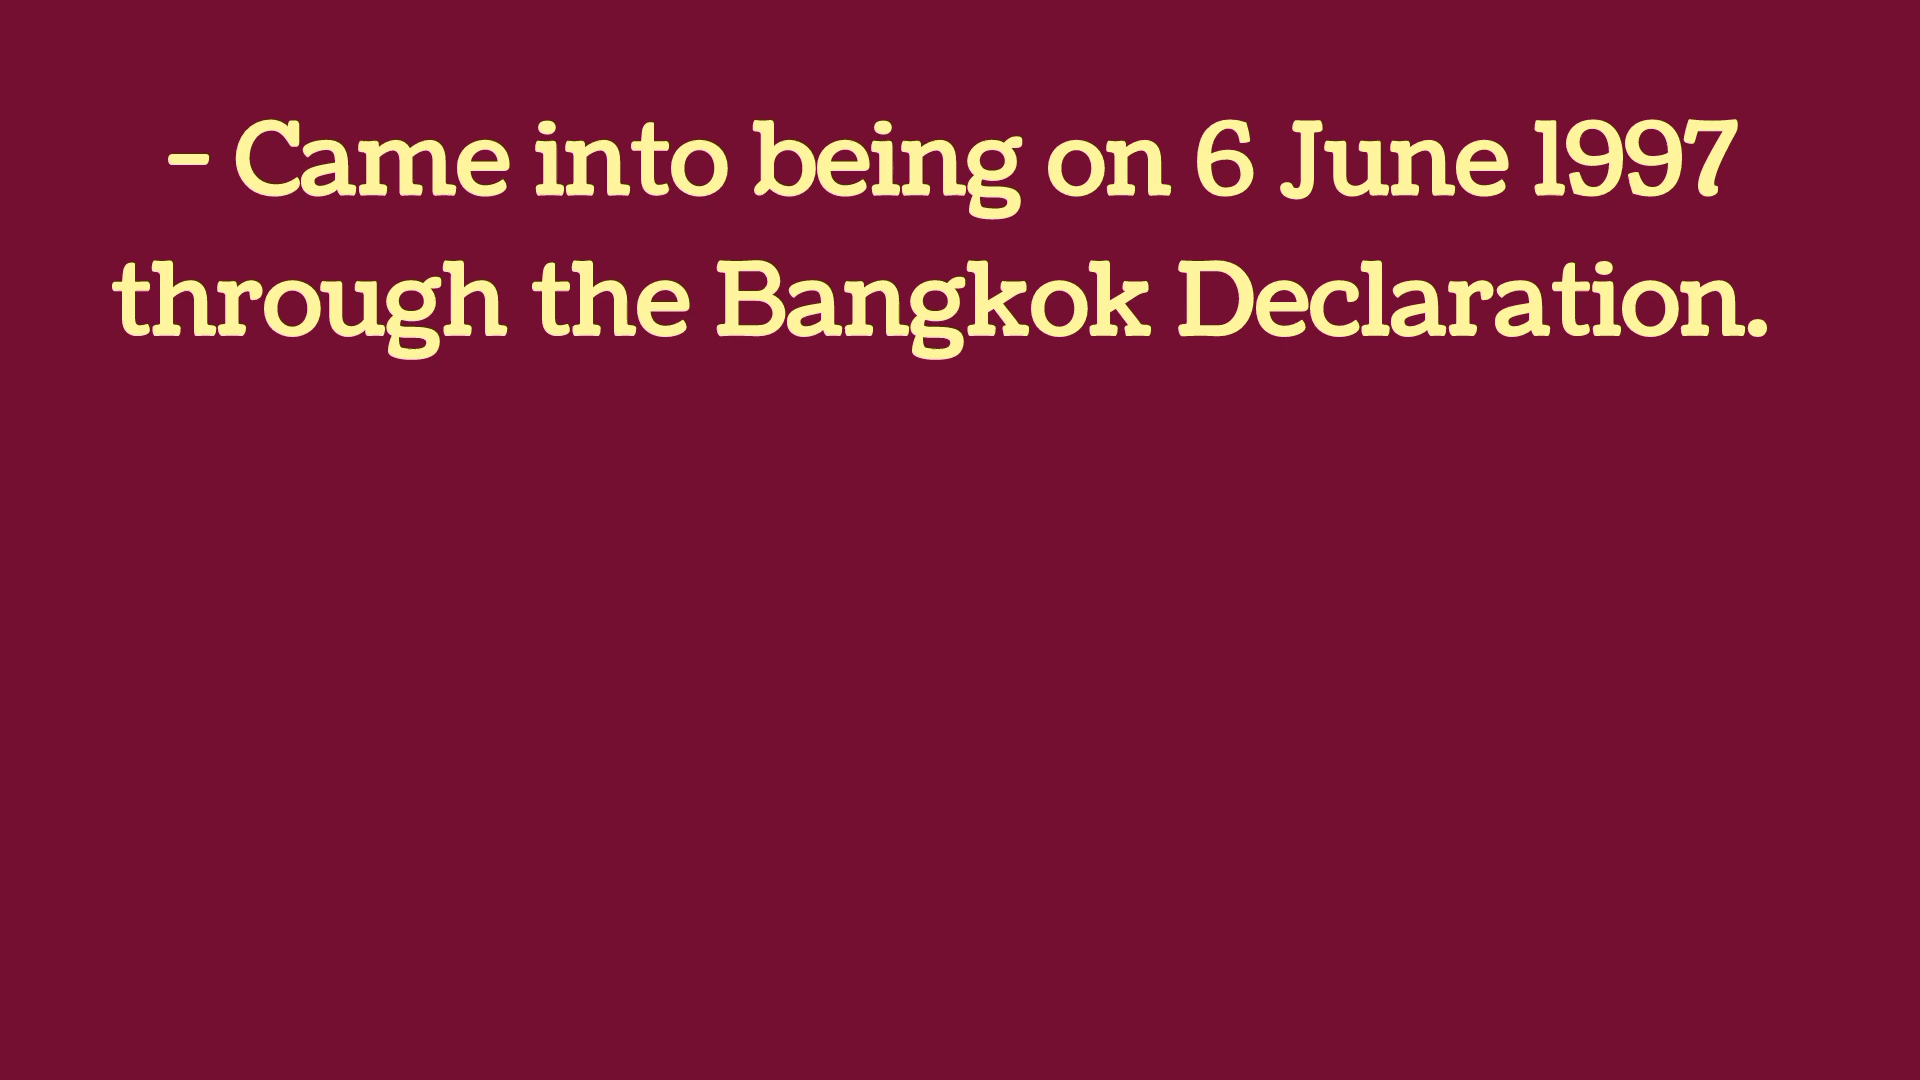 - Came into being on 6 June 1997
through the Bangkok Declaration.